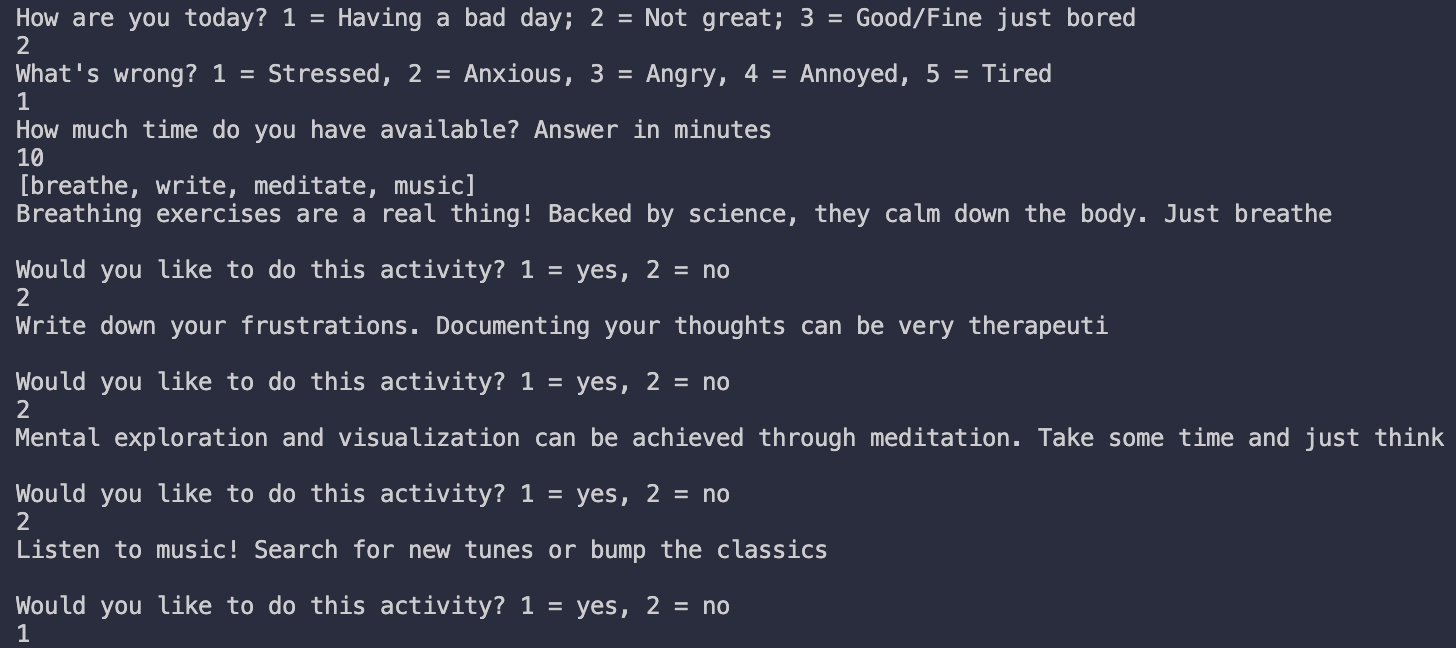 How are you today? 1 = Having a bad day; 2 = Not great; 3 = Good/Fine just bored
2
What's wrong? 1 = Stressed, 2 = Anxious, 3 = Angry, 4 = Annoyed, 5 = Tired
1
How much time do you have available? Answer in minutes
10
[breathe, write, meditate, music]
Breathing exercises are a real thing! Backed by science, they calm down the body. Just breathe
Would you like to do this activity? 1 = yes, 2 = no
2
Write down your frustrations. Documenting your thoughts can be very therapeuti
Would you like to do this activity? 1 = yes, 2 = no
2
Mental exploration and visualization can be achieved through meditation. Take some time and just think
Would you like to do this activity? 1 = yes, 2 = no
2
Listen to music! Search for new tunes or bump the classics
Would you like to do this activity? 1 = yes, 2 = no
1